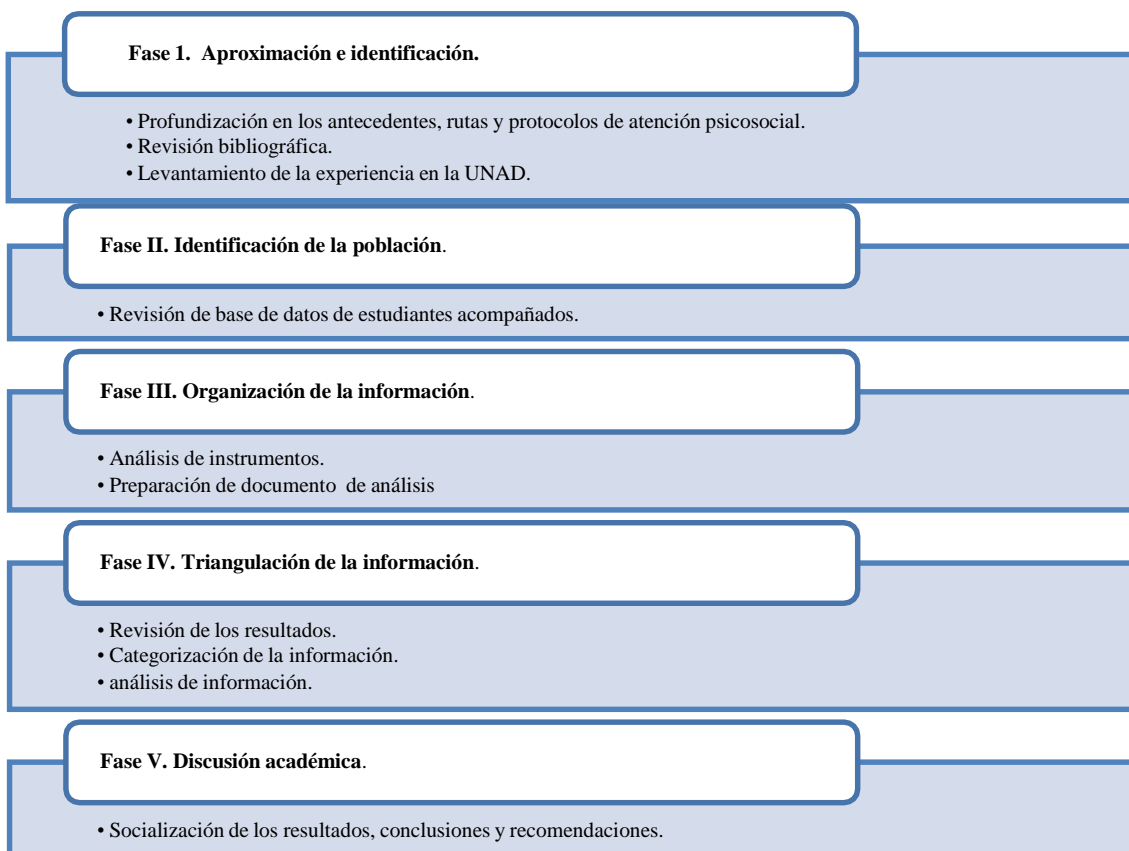 Fase 1. Aproximación e identificación.
• Profundización en los antecedentes, rutas y protocolos de atención psicosocial.
• Revisión bibliográfica.
• Levantamiento de la experiencia en la UNAD.
Fase II. Identificación de la población.
• Revisión de base de datos de estudiantes acompañados.
Fase III. Organización de la información.
• Análisis de instrumentos.
• Preparación de documento de análisis
Fase IV. Triangulación de la información.
• Revisión de los resultados.
• Categorización de la información.
• análisis de información.
Fase V. Discusión académica.
• Socialización de los resultados, conclusiones y recomendaciones.